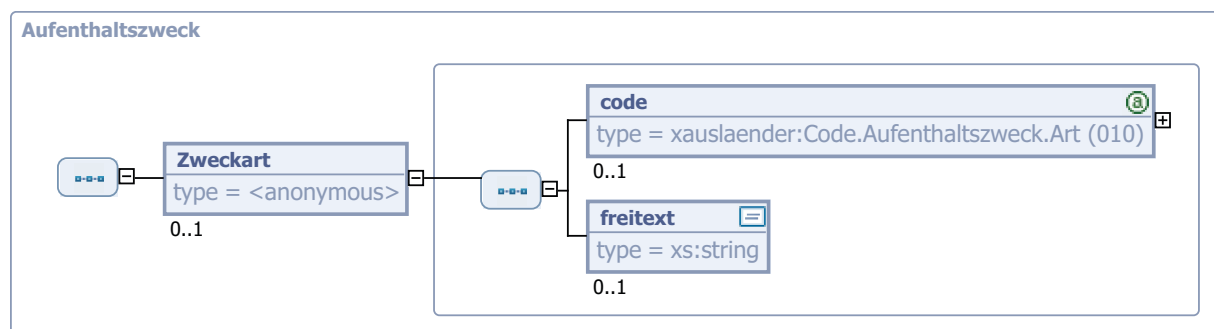 Aufenthaltszweck
Zweckart
type = <anonymous>
0..1
code
type = xauslaender:Code.Aufenthaltszweck.Art (010)
0..1
freitext
type = xs:string
0..1